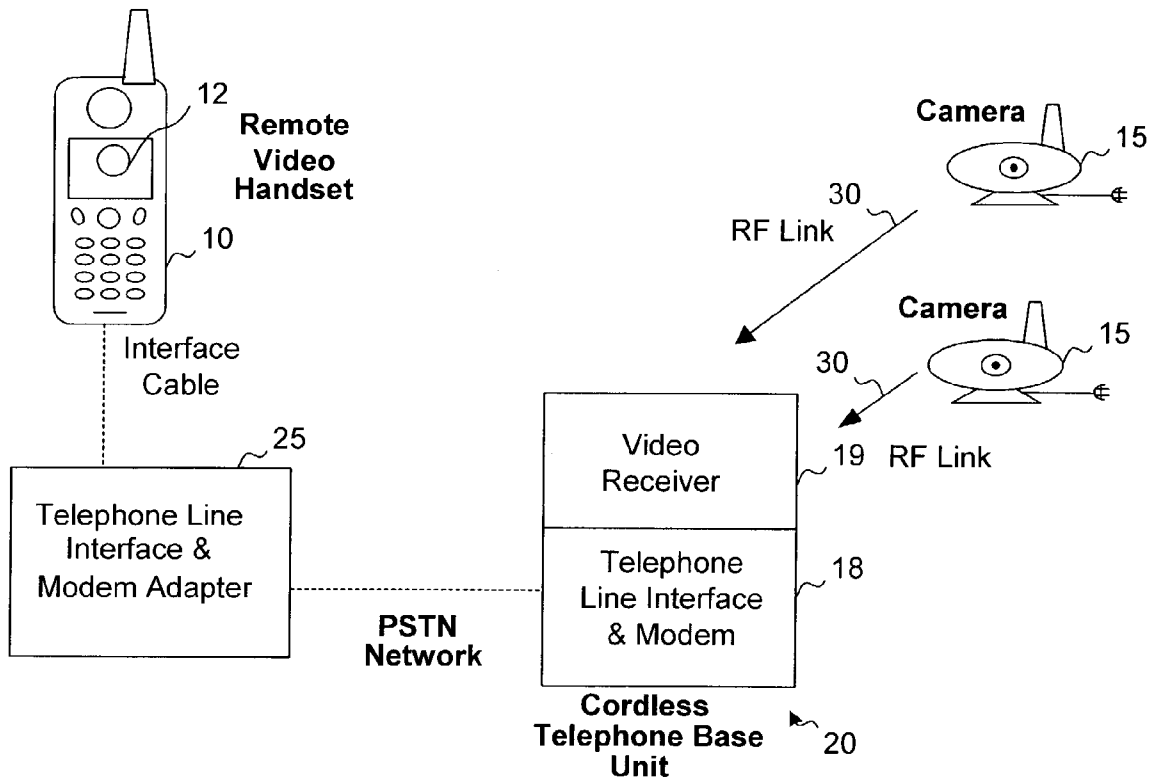 12
Remote
Video
Handset
10
Interface
Cable
25
Telephone Line
Interface &
Modem Adapter
PSTN
Network
Camera
15
30
RF Link
Camera
15
30
RF Link
Video
Receiver
19
Telephone
Line Interface
& Modem
18
Cordless
Telephone Base
Unit
20